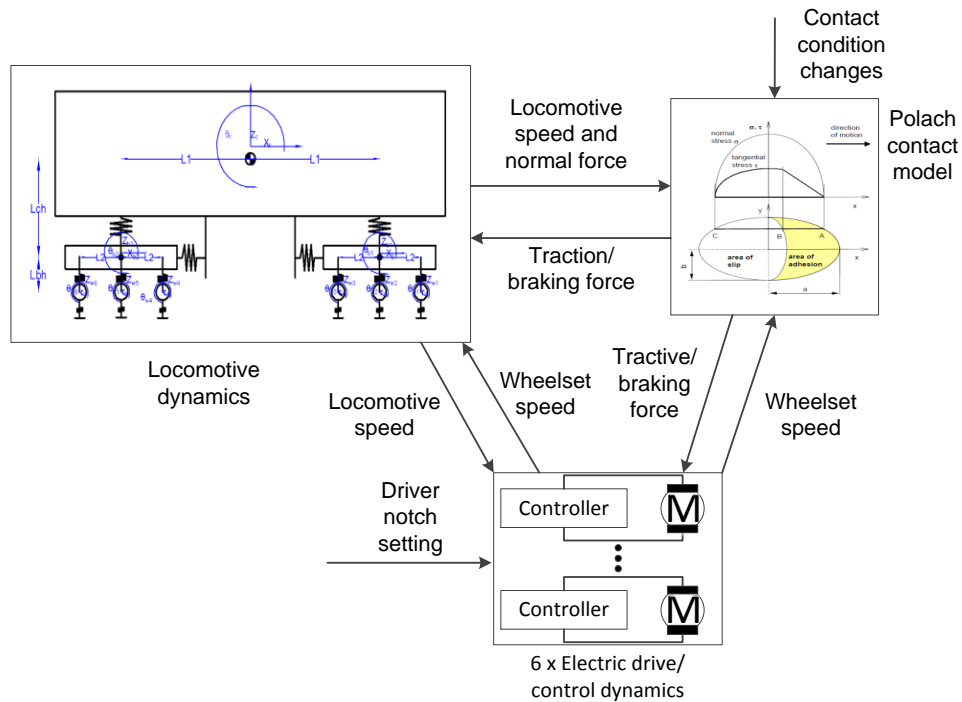 Contact
condition
changes
Locomotive
speed and
normal force
Polach
contact
model
Traction/
braking force
Locomotive
dynamics
Locomotive
speed
Wheelset
speed
Tractive/
braking
force
Wheelset
speed
Driver
notch
setting
Controller
M
Controller
M
6 x Electric drive/
control dynamics
L1
L1
Lch
Lbh
L2
L2
σ, τ
normal
stress σ
tangential
stress τ
direction
of motion
x
y
C
B
A
x
area of
slip
area of
adhesion
b
a